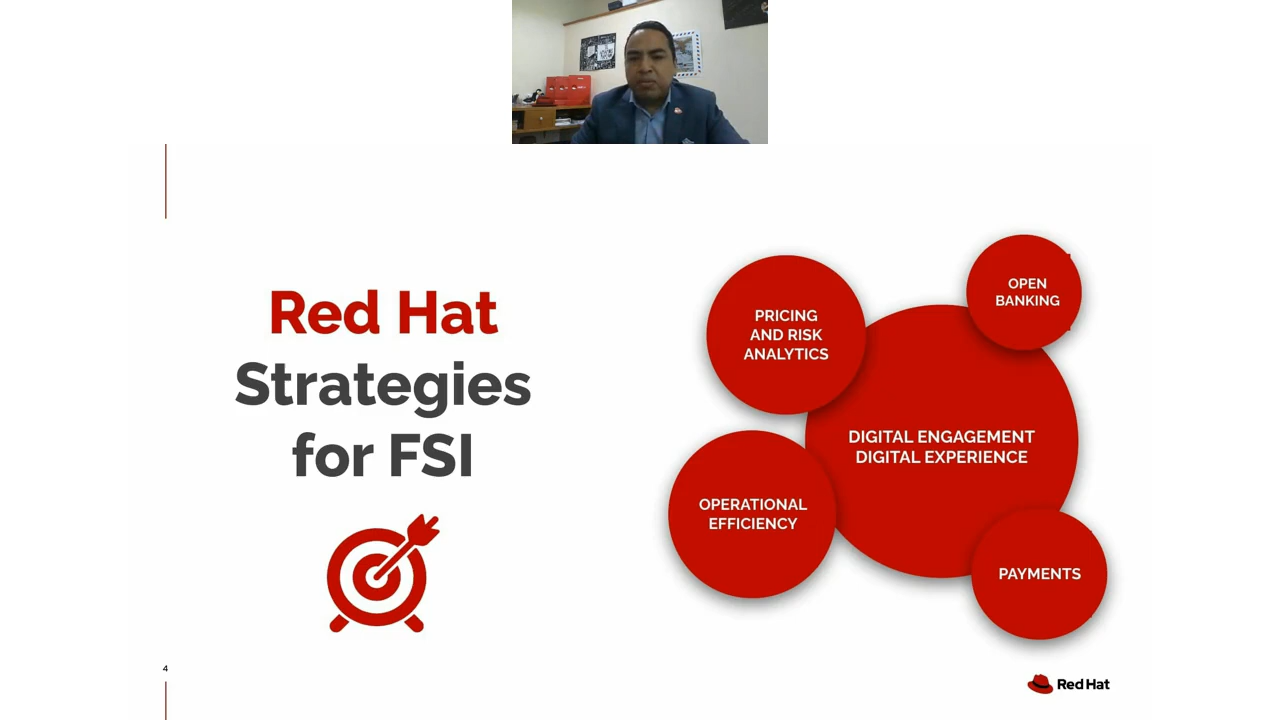 Red Hat
Strategies
for FSI
PRICING
AND RISK
ANALYTICS
OPEN
BANKING
DIGITAL ENGAGEMENT
DIGITAL EXPERIENCE
OPERATIONAL
EFFICIENCY
PAYMENTS
4
Red Hat